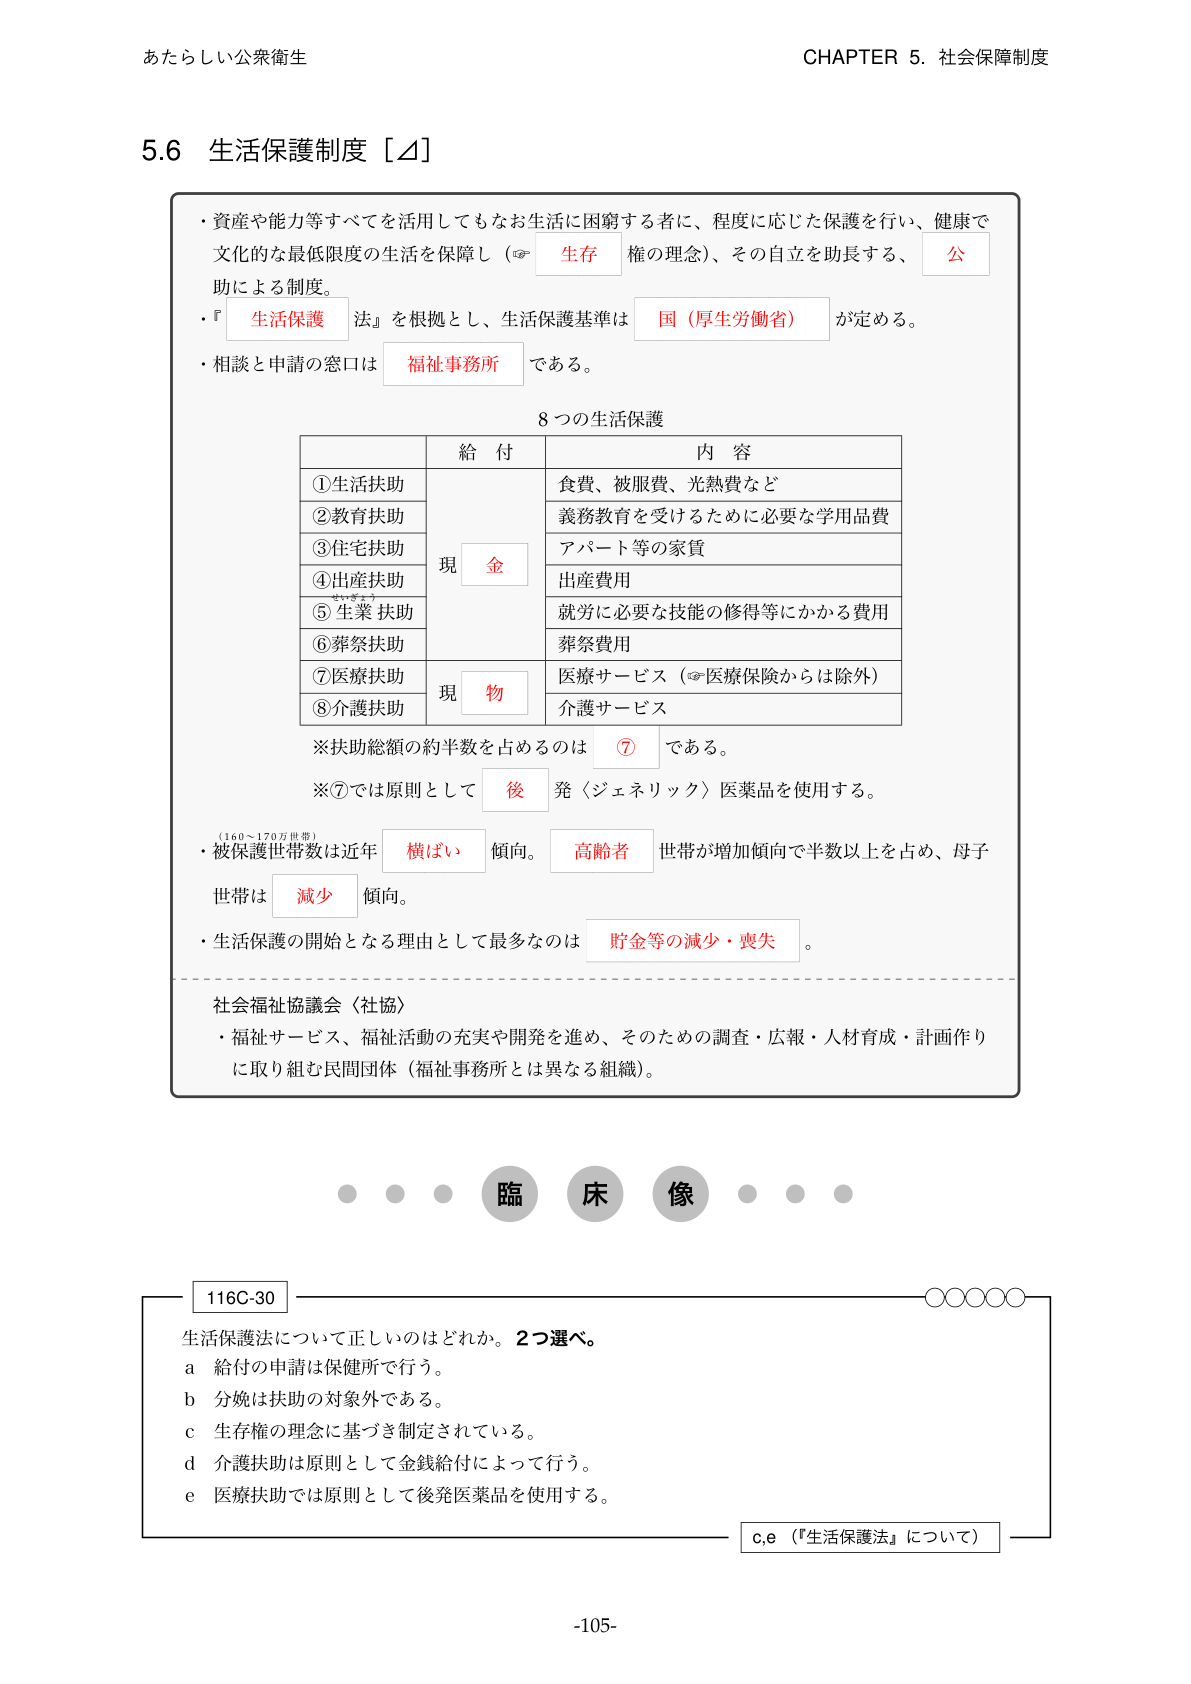 あたらしい公衆衛生
CHAPTER 5. 社会保障制度
5.6 生活保護制度［⊿］
・資産や能力等すべてを活用してもなお生活に困窮する者に、程度に応じた保護を行い、健康で
文化的な最低限度の生活を保障し（☞ 生存 権の理念）、その自立を助長する、 公
助による制度。
・『 生活保護 法』を根拠とし、生活保護基準は 国（厚生労働省） が定める。
・相談と申請の窓口は 福祉事務所 である。
8つの生活保護
給 付 内 容
①生活扶助 食費、被服費、光熱費など
②教育扶助 義務教育を受けるために必要な学用品費
③住宅扶助 アパート等の家賃
現 金
④出産扶助 出産費用
せいぎょう
⑤生業扶助 就労に必要な技能の修得等にかかる費用
⑥葬祭扶助 葬祭費用
⑦医療扶助 医療サービス（☞医療保険からは除外）
現 物
⑧介護扶助 介護サービス
※扶助総額の約半数を占めるのは ⑦ である。
※⑦では原則として 後 発〈ジェネリック〉医薬品を使用する。
（160～170万世帯）
・被保護世帯数は近年 横ばい 傾向。 高齢者 世帯が増加傾向で半数以上を占め、母子
世帯は 減少 傾向。
・生活保護の開始となる理由として最多なのは 貯金等の減少・喪失 。
社会福祉協議会〈社協〉
・福祉サービス、福祉活動の充実や開発を進め、そのための調査・広報・人材育成・計画作り
に取り組む民間団体（福祉事務所とは異なる組織）。
臨 床 像
116C-30
生活保護法について正しいのはどれか。2つ選べ。
a 給付の申請は保健所で行う。
b 分娩は扶助の対象外である。
c 生存権の理念に基づき制定されている。
d 介護扶助は原則として金銭給付によって行う。
e 医療扶助では原則として後発医薬品を使用する。
c,e （『生活保護法』について）
-105-